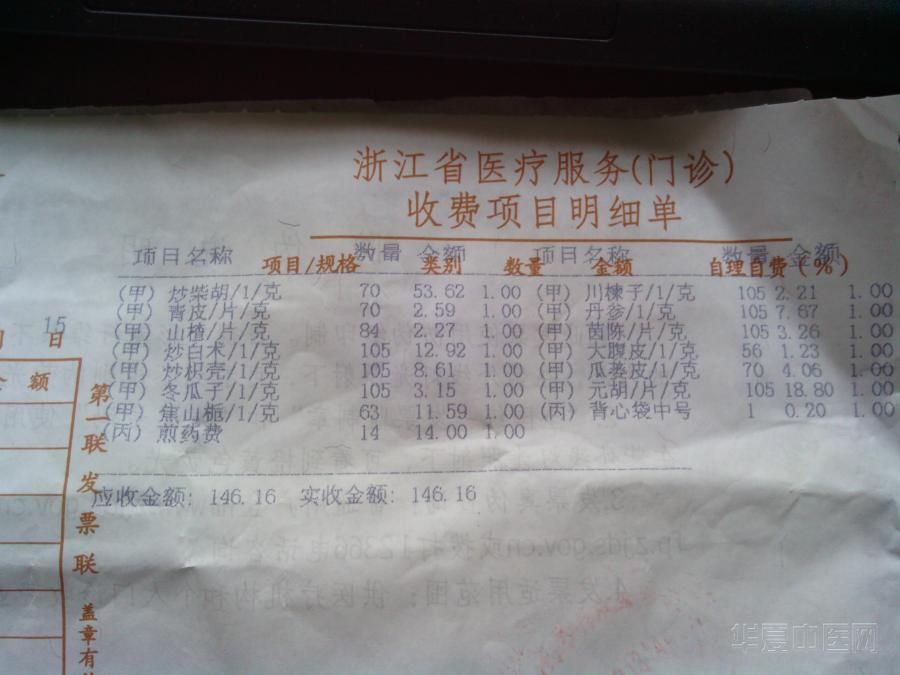 浙江省医疗服务(门诊)
收费项目明细单
项目名称 数量 金额 项目名称 数量 金额
项目/规格 类别 数量 金额 自理自费(%)
(甲) 炒柴胡/1/克 70 53.62 1.00 (甲) 川楝子/1/克 105 2.21 1.00
(甲) 青皮/片/克 70 2.59 1.00 (甲) 丹参/1/克 105 7.67 1.00
(甲) 山楂/片/克 84 2.27 1.00 (甲) 茵陈/片/克 105 3.26 1.00
(甲) 炒白术/1/克 105 12.92 1.00 (甲) 大腹皮/1/克 56 1.23 1.00
(甲) 炒枳壳/1/克 105 8.61 1.00 (甲) 瓜蒌皮/1/克 70 4.06 1.00
(甲) 冬瓜子/1/克 105 3.15 1.00 (甲) 元胡/片/克 105 18.80 1.00
(甲) 焦山栀/1/克 63 11.59 1.00 (丙) 背心袋中号 1 0.20 1.00
(丙) 煎药费 14 14.00 1.00
应收金额: 146.16 实收金额: 146.16
15
日
金 额
第一联发票联
盖章有
华夏中医网